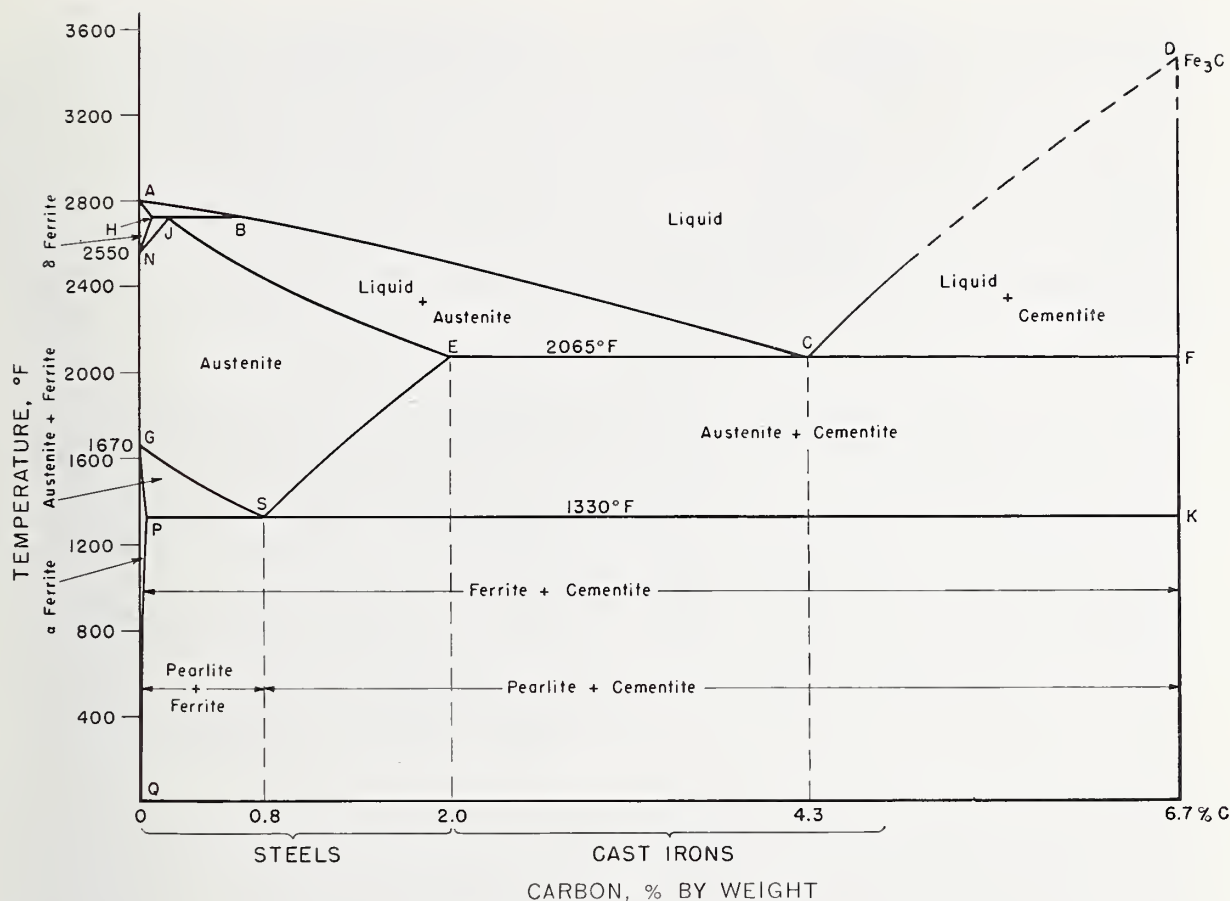 3600
D
Fe3C
3200
A
2800
H
J
B
Liquid
δ Ferrite
2550
N
2400
Liquid
+
Austenite
Liquid
+
Cementite
E
2065°F
C
F
2000
Austenite
TEMPERATURE, °F
Austenite + Ferrite
G
1670
1600
Austenite + Cementite
S
1330°F
K
P
1200
α Ferrite
Ferrite + Cementite
800
Pearlite
+
Ferrite
Pearlite + Cementite
400
Q
0 0.8 2.0 4.3 6.7 % C
STEELS CAST IRONS
CARBON, % BY WEIGHT